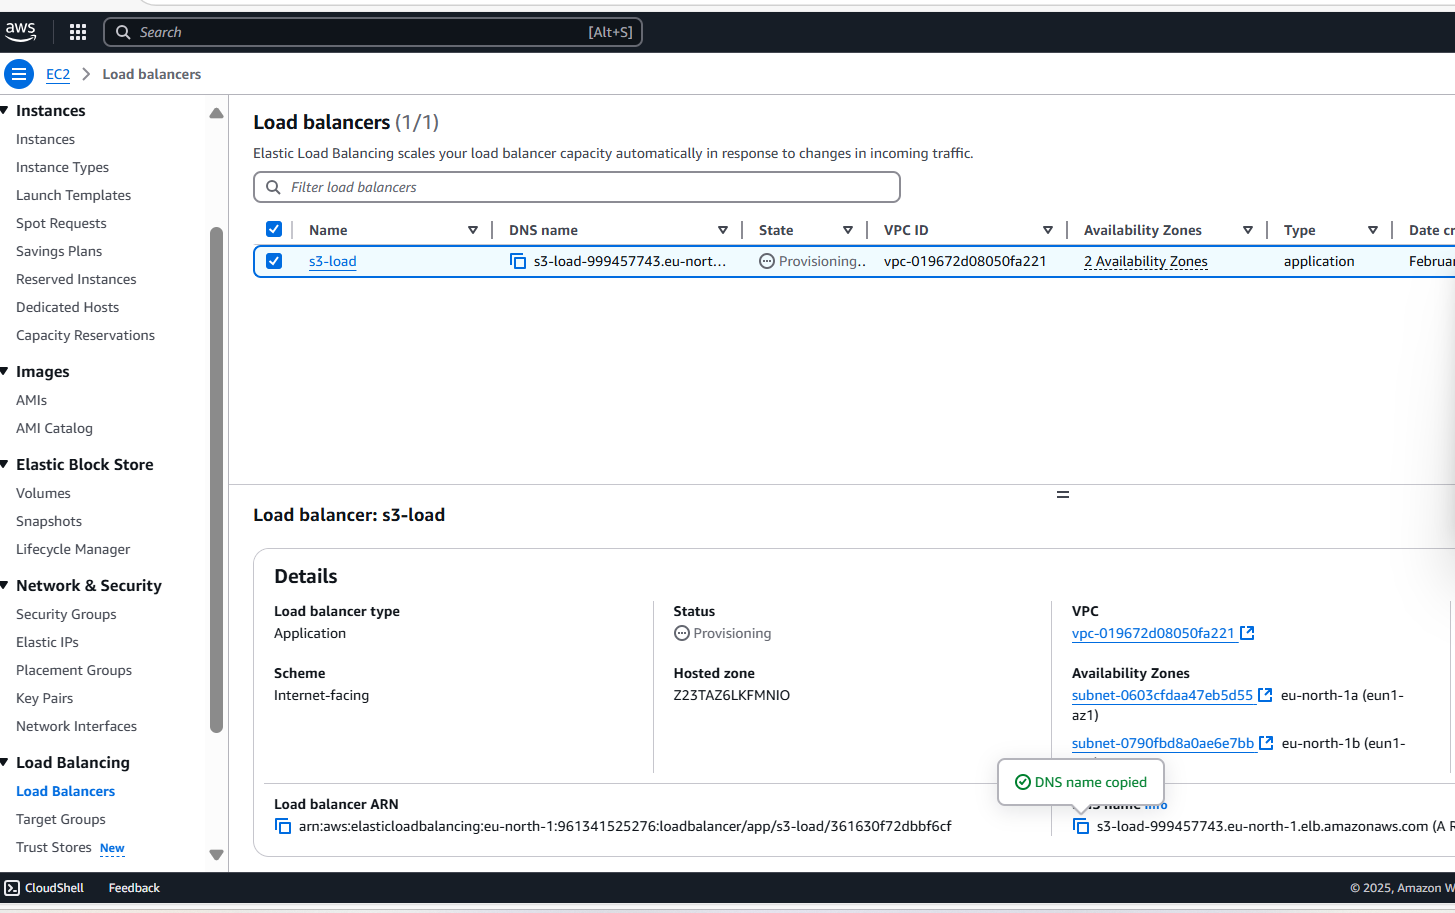 aws
Search [Alt+S]
EC2 Load balancers
Instances
Instances
Instance Types
Launch Templates
Spot Requests
Savings Plans
Reserved Instances
Dedicated Hosts
Capacity Reservations
Images
AMIs
AMI Catalog
Elastic Block Store
Volumes
Snapshots
Lifecycle Manager
Network & Security
Security Groups
Elastic IPs
Placement Groups
Key Pairs
Network Interfaces
Load Balancing
Load Balancers
Target Groups
Trust Stores New
Load balancers (1/1)
Elastic Load Balancing scales your load balancer capacity automatically in response to changes in incoming traffic.
Filter load balancers
Name DNS name State VPC ID Availability Zones Type Date cr
s3-load s3-load-999457743.eu-nort... Provisioning.. vpc-019672d08050fa221 2 Availability Zones application Februar
Load balancer: s3-load
Details
Load balancer type
Application
Scheme
Internet-facing
Status
Provisioning
Hosted zone
Z23TAZ6LKFMNIO
VPC
vpc-019672d08050fa221
Availability Zones
subnet-0603cfdaa47eb5d55 eu-north-1a (eun1-
az1)
subnet-0790fbd8a0ae6e7bb eu-north-1b (eun1-
DNS name copied
Load balancer ARN
arn:aws:elasticloadbalancing:eu-north-1:961341525276:loadbalancer/app/s3-load/361630f72dbbf6cf
name Info
s3-load-999457743.eu-north-1.elb.amazonaws.com (A R
CloudShell Feedback
© 2025, Amazon W